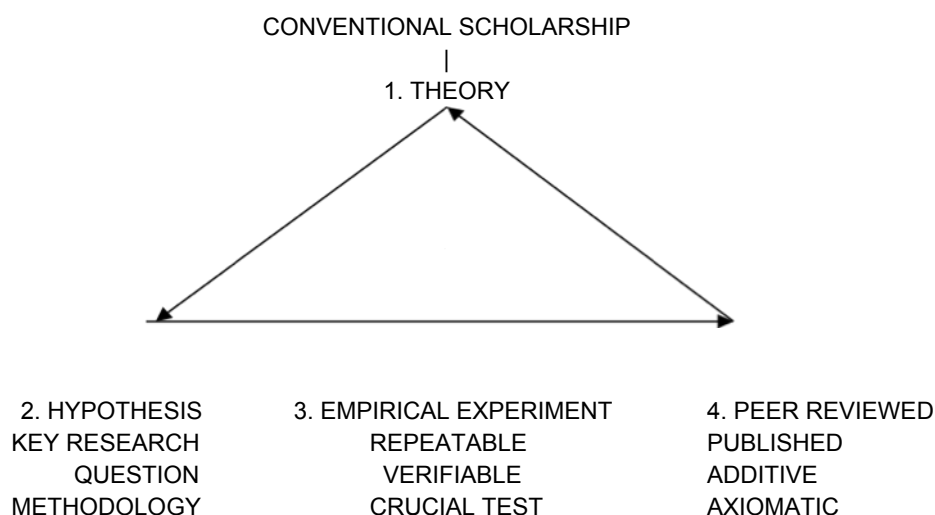 CONVENTIONAL SCHOLARSHIP
|
1. THEORY
2. HYPOTHESIS 3. EMPIRICAL EXPERIMENT 4. PEER REVIEWED
KEY RESEARCH REPEATABLE PUBLISHED
QUESTION VERIFIABLE ADDITIVE
METHODOLOGY CRUCIAL TEST AXIOMATIC